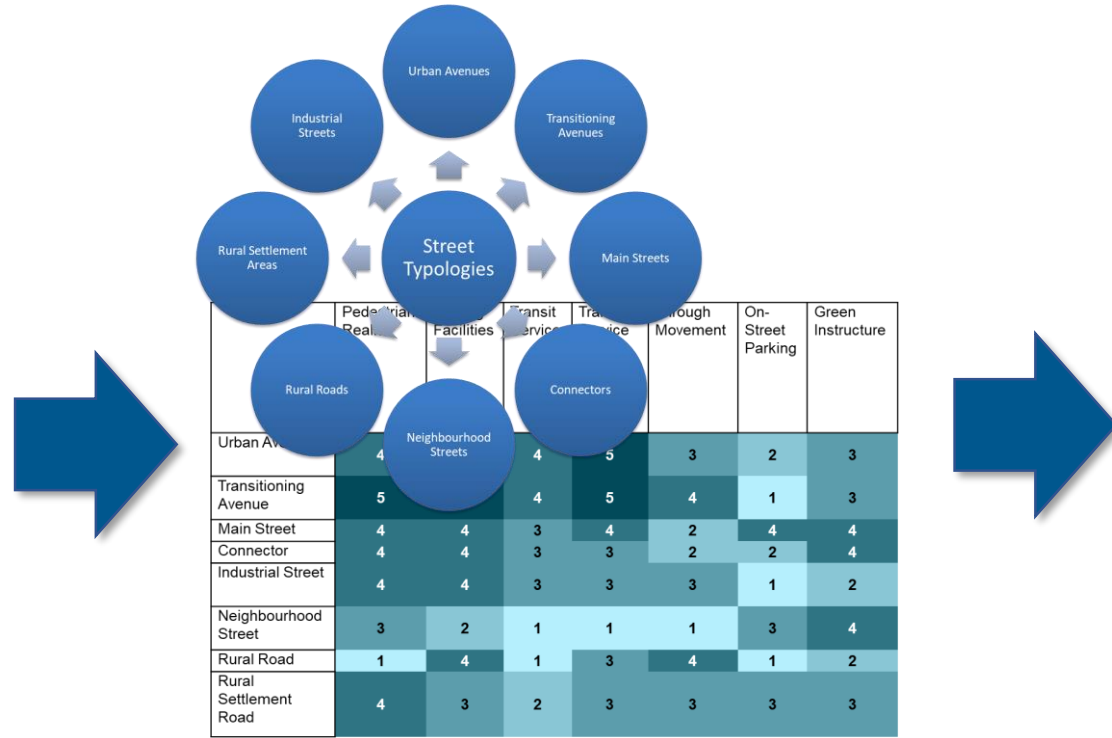 Urban Avenues
Industrial
Streets
Transitioning
Avenues
Rural Settlement
Areas
Street
Typologies
Main Streets
Rural Roads
Connectors
Neighbourhood
Streets
Facilities
Movement
On-
Street
Parking
Green
Instructure
Urban
4 4 5 3 2 3
Transitioning
Avenue
5 4 5 4 1 3
Main Street
4 4 3 4 2 4 4
Connector
4 4 3 3 2 2 4
Industrial Street
4 4 3 3 3 1 2
Neighbourhood
Street
3 2 1 1 1 3 4
Rural Road
1 4 1 3 4 1 2
Rural
Settlement
Road
4 3 2 3 3 3 3